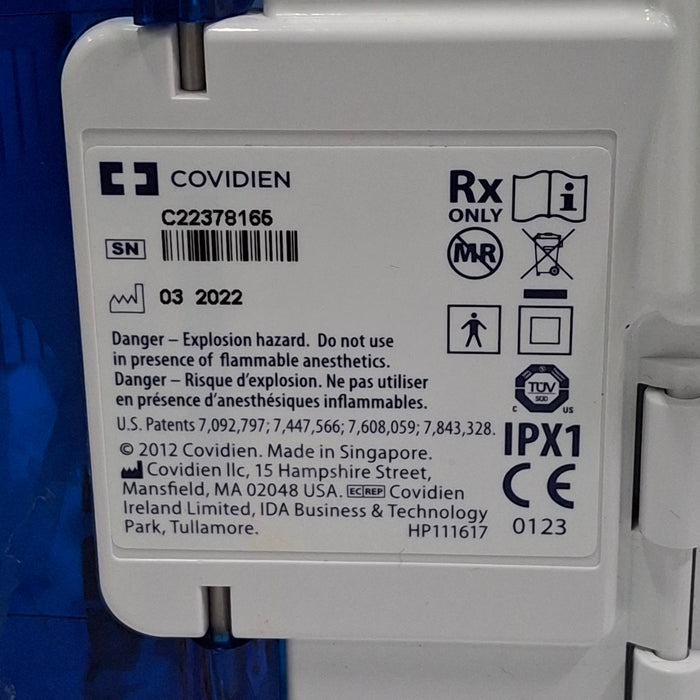 COVIDIEN
C22378165
SN
03 2022
Rx
ONLY
i
MR
Danger – Explosion hazard. Do not use
in presence of flammable anesthetics.
Danger – Risque d'explosion. Ne pas utiliser
en présence d'anesthésiques inflammables.
U.S. Patents 7,092,797; 7,447,566; 7,608,059; 7,843,328.
© 2012 Covidien. Made in Singapore.
Covidien llc, 15 Hampshire Street,
Mansfield, MA 02048 USA. EC REP Covidien
Ireland Limited, IDA Business & Technology
Park, Tullamore.
HP111617
TÜV
SÜD
C US
IPX1
CE
0123